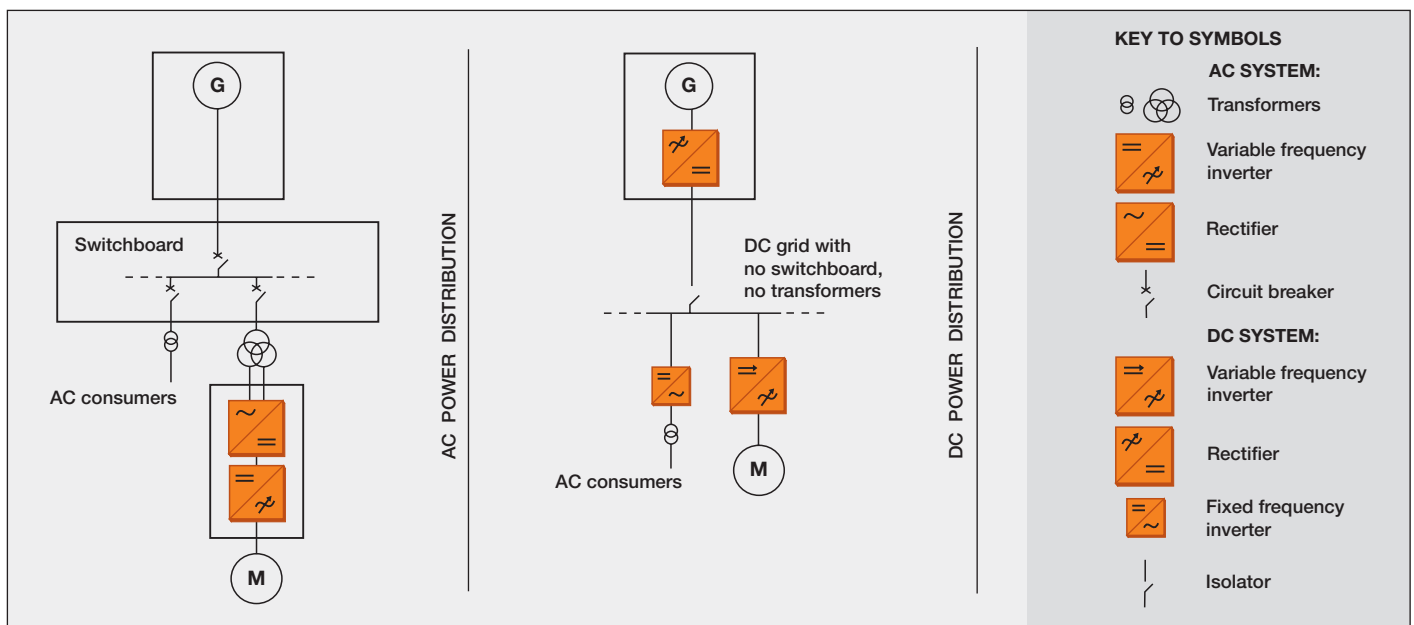 G
Switchboard
AC consumers
M
AC POWER DISTRIBUTION
G
DC grid with
no switchboard,
no transformers
AC consumers
M
DC POWER DISTRIBUTION
KEY TO SYMBOLS
AC SYSTEM:
Transformers
Variable frequency
inverter
Rectifier
Circuit breaker
DC SYSTEM:
Variable frequency
inverter
Rectifier
Fixed frequency
inverter
Isolator